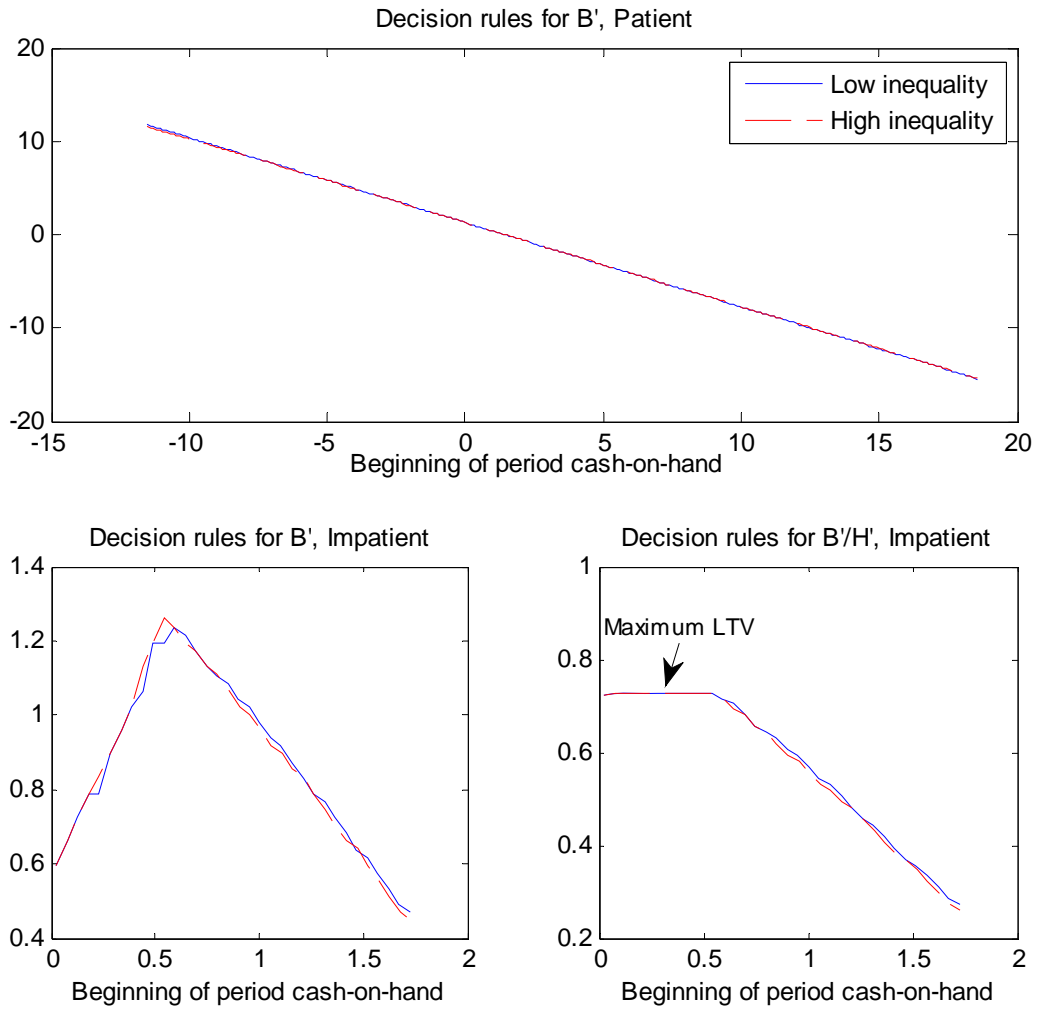 Decision rules for B', Patient
20
10
0
-10
-20
Low inequality
High inequality
-15 -10 -5 0 5 10 15 20
Beginning of period cash-on-hand
Decision rules for B', Impatient
1.4
1.2
1
0.8
0.6
0.4
0 0.5 1 1.5 2
Beginning of period cash-on-hand
Decision rules for B'/H', Impatient
1
Maximum LTV
0.8
0.6
0.4
0.2
0 0.5 1 1.5 2
Beginning of period cash-on-hand